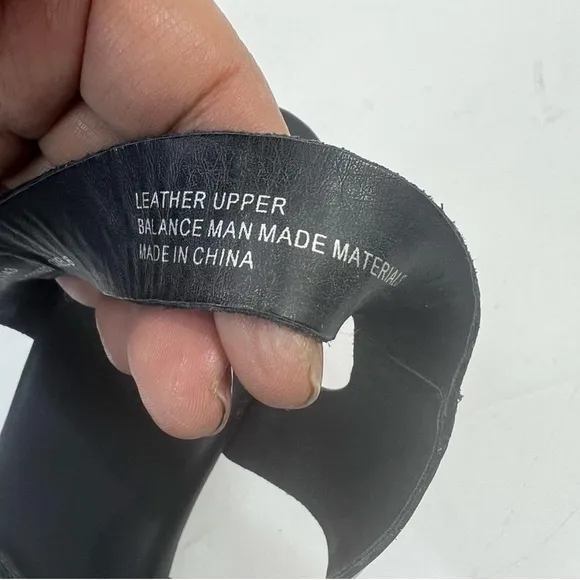 LEATHER UPPER
BALANCE MAN MADE MATERIALS
MADE IN CHINA